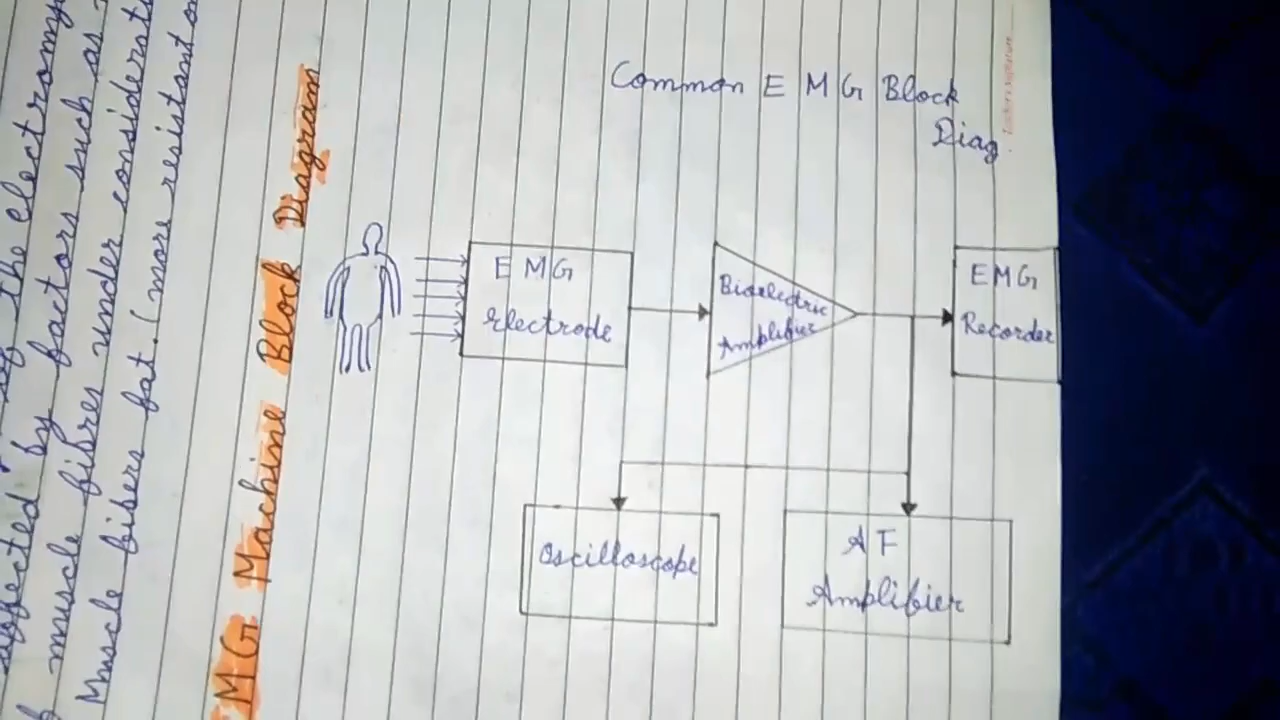 Common E M G Block
Diag.
E M G
Electrode
Bioelectric
Amplifier
EMG
Recorder
Oscilloscope
A F
Amplifier
MG Machine Block Diagram
of the electromy
affected by factors such as
muscle fibres under considerat
Muscle fibers fat. (more resistant